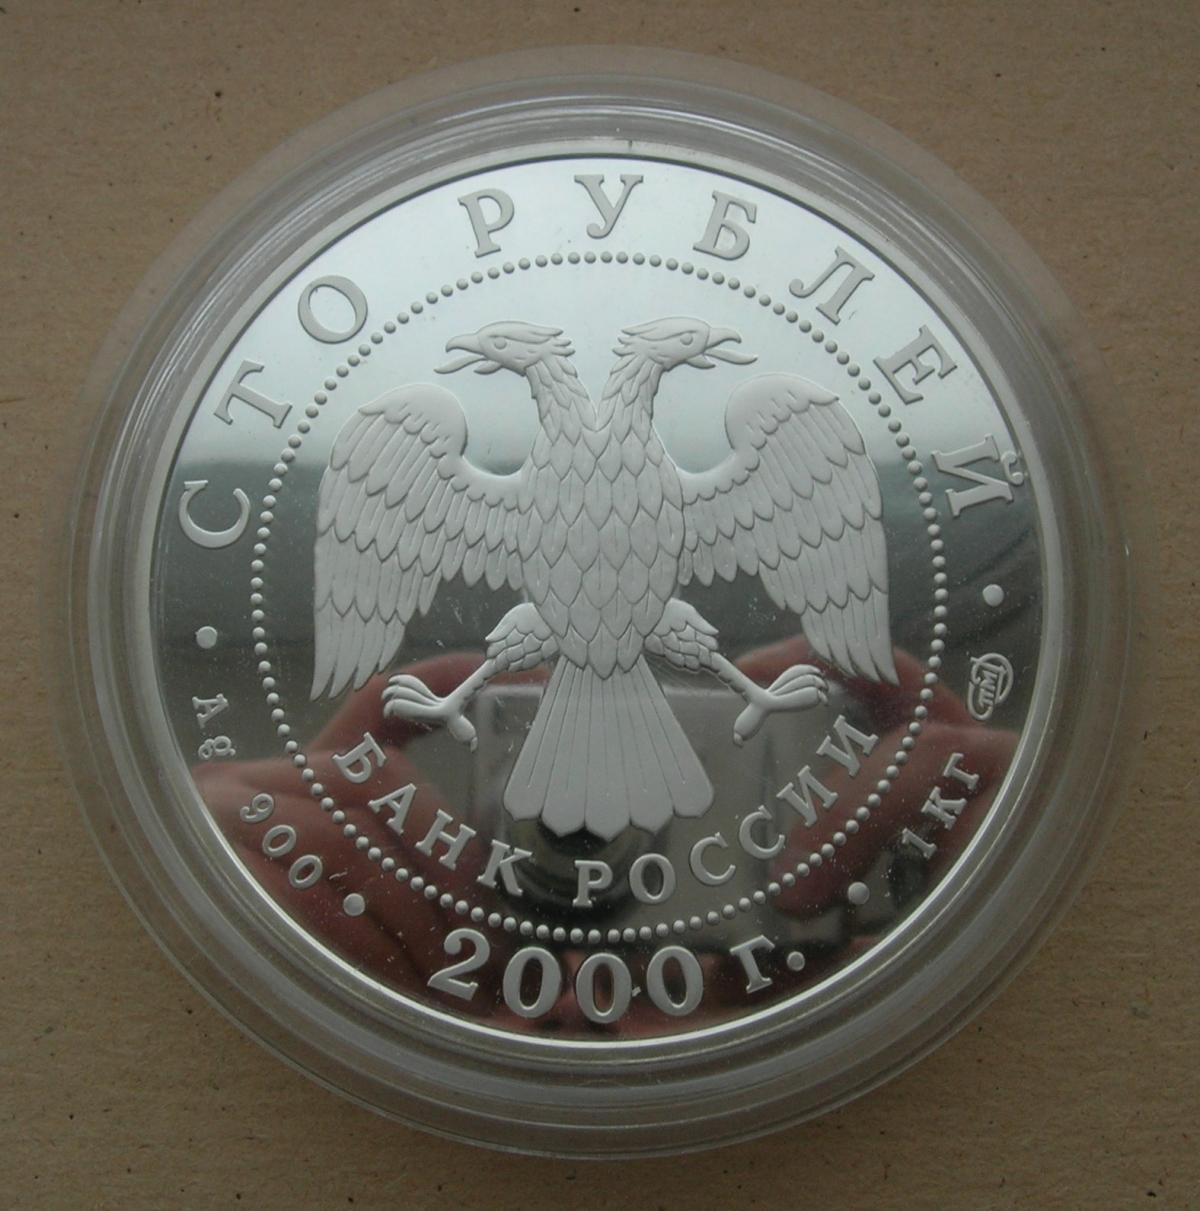 СТО РУБЛЕЙ
БАНК РОССИИ
Ag 900 • 2000 г. • 1 КГ
СПМД